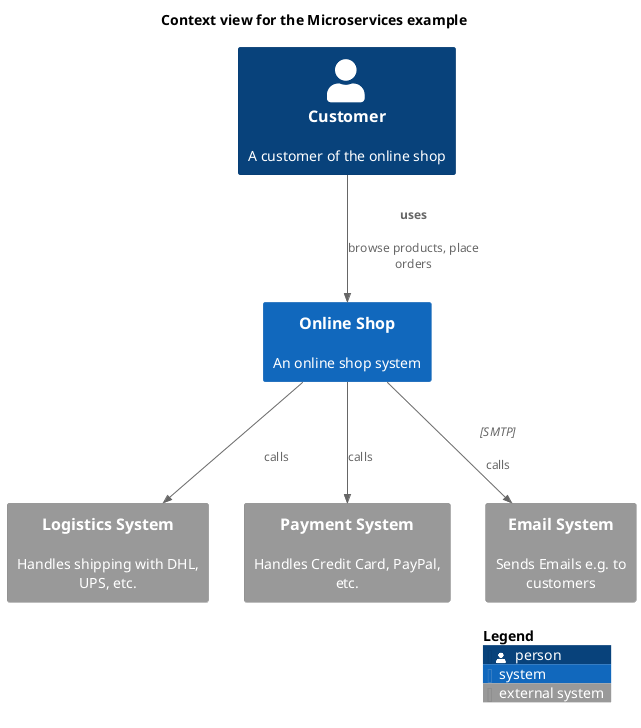 Context view for the Microservices example
Customer
A customer of the online shop
uses
browse products, place
orders
Online Shop
An online shop system
calls
calls
[SMTP]
calls
Logistics System
Handles shipping with DHL,
UPS, etc.
Payment System
Handles Credit Card, PayPal,
etc.
Email System
Sends Emails e.g. to
customers
Legend
person
system
external system